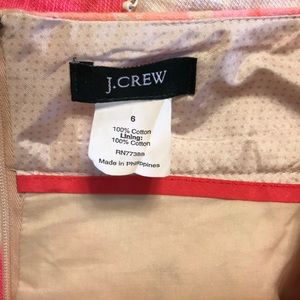 J.CREW
6
100% Cotton
Lining:
100% Cotton
RN77388
Made in Philippines